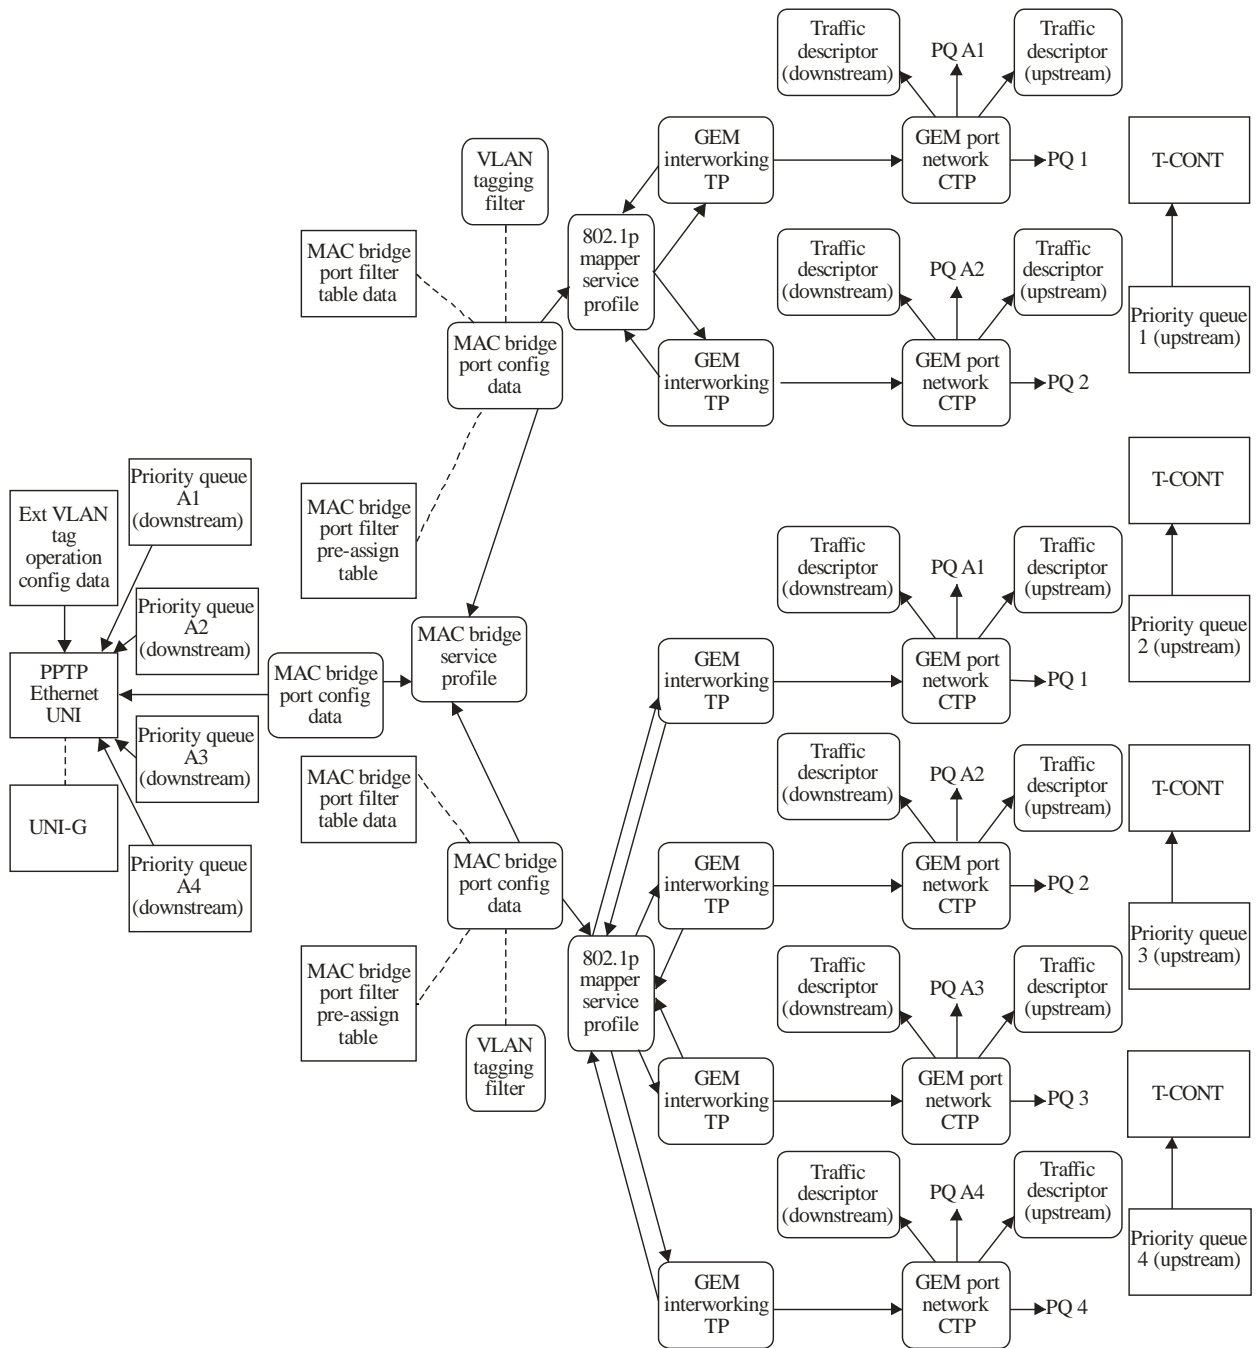 Traffic
descriptor
(downstream)
PQ A1
Traffic
descriptor
(upstream)
VLAN
tagging
filter
GEM
interworking
TP
GEM port
network
CTP
PQ 1
T-CONT
MAC bridge
port filter
table data
802.1p
mapper
service
profile
Traffic
descriptor
(downstream)
PQ A2
Traffic
descriptor
(upstream)
MAC bridge
port config
data
GEM
interworking
TP
GEM port
network
CTP
PQ 2
Priority queue
1 (upstream)
Ext VLAN
tag
operation
config data
Priority queue
A1
(downstream)
MAC bridge
port filter
pre-assign
table
T-CONT
Traffic
descriptor
(downstream)
PQ A1
Traffic
descriptor
(upstream)
Priority queue
A2
(downstream)
PPTP
Ethernet
UNI
MAC bridge
port config
data
MAC bridge
service
profile
GEM
interworking
TP
GEM port
network
CTP
PQ 1
Priority queue
2 (upstream)
Priority queue
A3
(downstream)
MAC bridge
port filter
table data
Traffic
descriptor
(downstream)
PQ A2
Traffic
descriptor
(upstream)
T-CONT
UNI-G
Priority queue
A4
(downstream)
MAC bridge
port config
data
GEM
interworking
TP
GEM port
network
CTP
PQ 2
Priority queue
3 (upstream)
MAC bridge
port filter
pre-assign
table
802.1p
mapper
service
profile
Traffic
descriptor
(downstream)
PQ A3
Traffic
descriptor
(upstream)
VLAN
tagging
filter
GEM
interworking
TP
GEM port
network
CTP
PQ 3
T-CONT
Traffic
descriptor
(downstream)
PQ A4
Traffic
descriptor
(upstream)
Priority queue
4 (upstream)
GEM
interworking
TP
GEM port
network
CTP
PQ 4